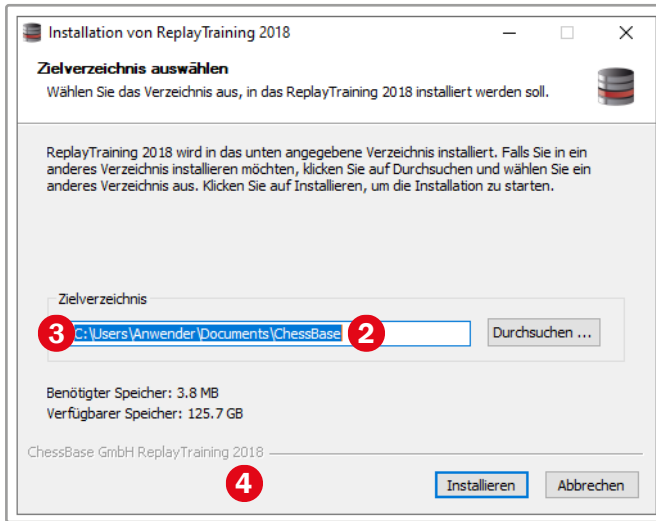 Installation von ReplayTraining 2018
Zielverzeichnis auswählen
Wählen Sie das Verzeichnis aus, in das ReplayTraining 2018 installiert werden soll.
ReplayTraining 2018 wird in das unten angegebene Verzeichnis installiert. Falls Sie in ein
anderes Verzeichnis installieren möchten, klicken Sie auf Durchsuchen und wählen Sie ein
anderes Verzeichnis aus. Klicken Sie auf Installieren, um die Installation zu starten.
Zielverzeichnis
3 C:\Users\Anwender\Documents\ChessBase 2 Durchsuchen ...
Benötigter Speicher: 3.8 MB
Verfügbarer Speicher: 125.7 GB
ChessBase GmbH ReplayTraining 2018
4 Installieren Abbrechen